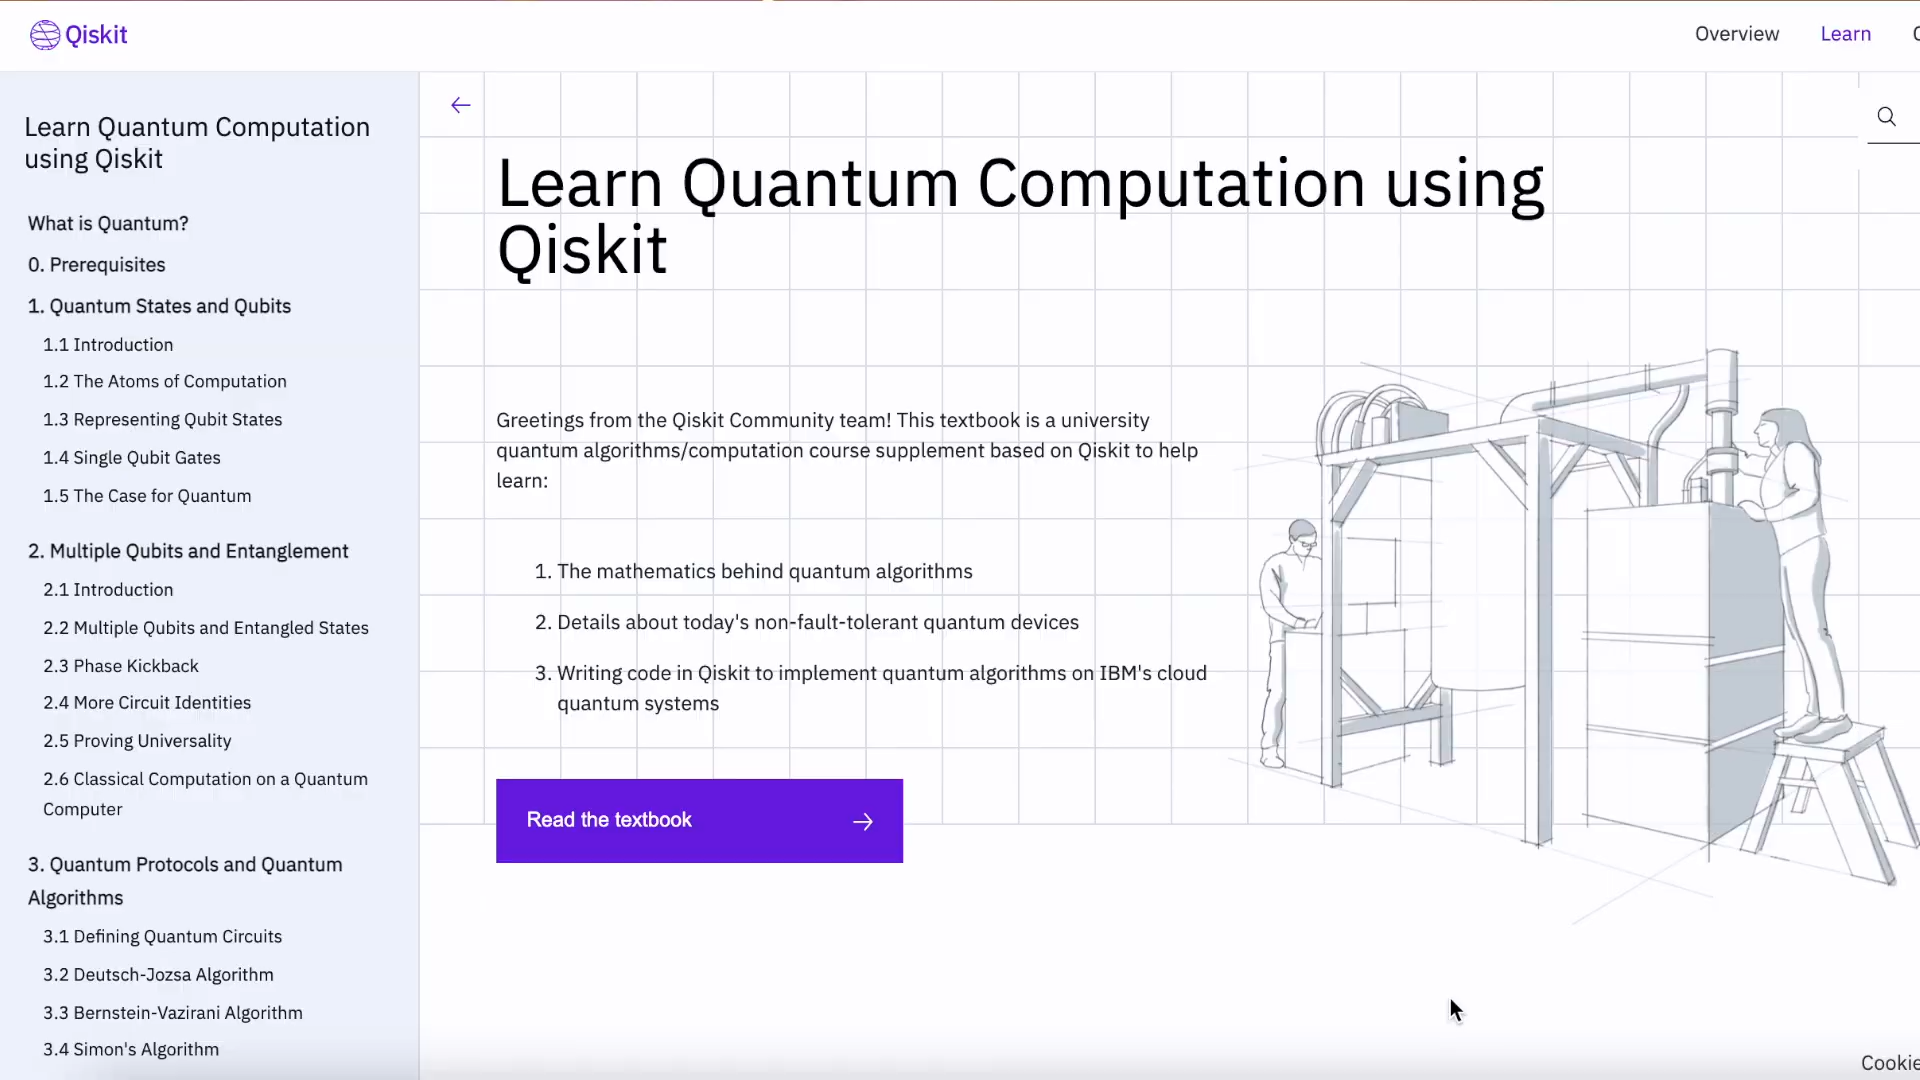 Qiskit
Overview
Learn
Learn Quantum Computation
using Qiskit
What is Quantum?
0. Prerequisites
1. Quantum States and Qubits
1.1 Introduction
1.2 The Atoms of Computation
1.3 Representing Qubit States
1.4 Single Qubit Gates
1.5 The Case for Quantum
2. Multiple Qubits and Entanglement
2.1 Introduction
2.2 Multiple Qubits and Entangled States
2.3 Phase Kickback
2.4 More Circuit Identities
2.5 Proving Universality
2.6 Classical Computation on a Quantum
Computer
3. Quantum Protocols and Quantum
Algorithms
3.1 Defining Quantum Circuits
3.2 Deutsch-Jozsa Algorithm
3.3 Bernstein-Vazirani Algorithm
3.4 Simon's Algorithm
Learn Quantum Computation using
Qiskit
Greetings from the Qiskit Community team! This textbook is a university
quantum algorithms/computation course supplement based on Qiskit to help
learn:
1. The mathematics behind quantum algorithms
2. Details about today's non-fault-tolerant quantum devices
3. Writing code in Qiskit to implement quantum algorithms on IBM's cloud
quantum systems
Read the textbook
Cookie